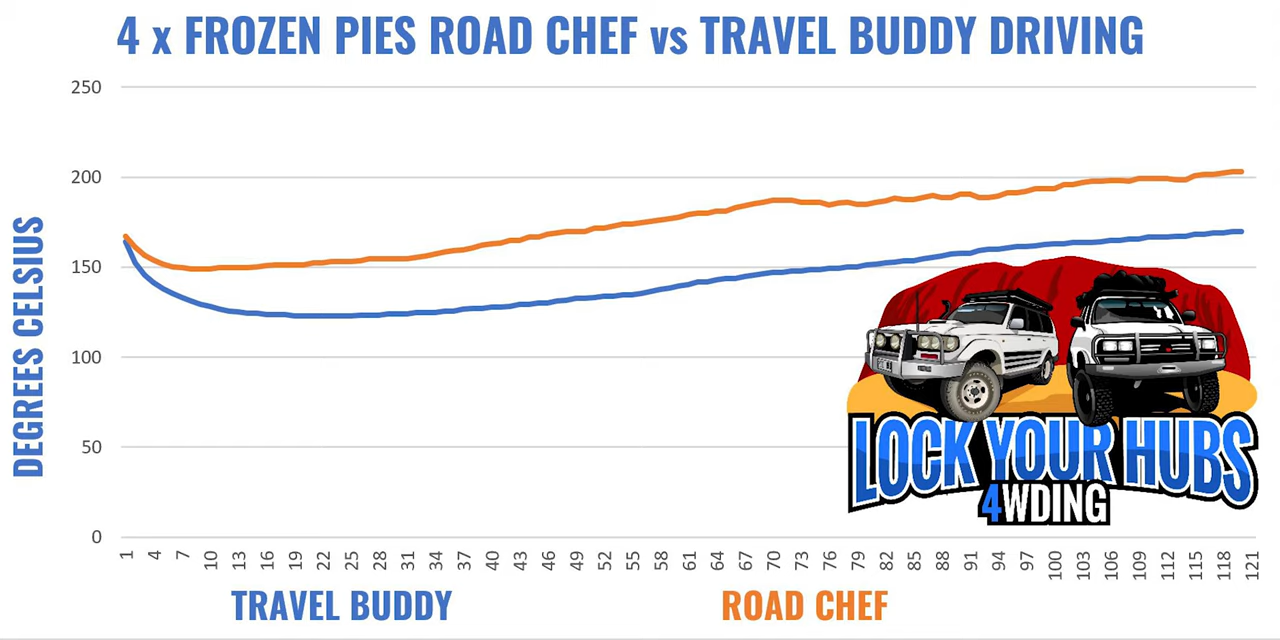 4 x FROZEN PIES ROAD CHEF vs TRAVEL BUDDY DRIVING
250
200
150
100
50
0
DEGREES CELSIUS
1 4 7 10 13 16 19 22 25 28 31 34 37 40 43 46 49 52 55 58 61 64 67 70 73 76 79 82 85 88 91 94 97 100 103 106 109 112 115 118 121
TRAVEL BUDDY
ROAD CHEF
LOCK YOUR HUBS
4WDING